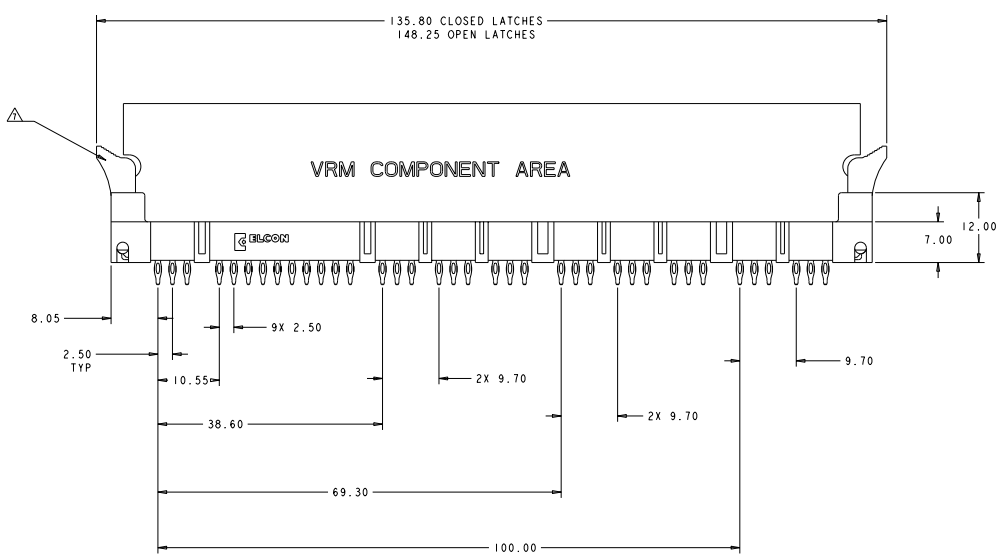 135.80 CLOSED LATCHES
148.25 OPEN LATCHES
7
VRM COMPONENT AREA
ELCON
12.00
7.00
8.05
9X 2.50
2.50
TYP
9.70
10.55
2X 9.70
2X 9.70
38.60
69.30
100.00